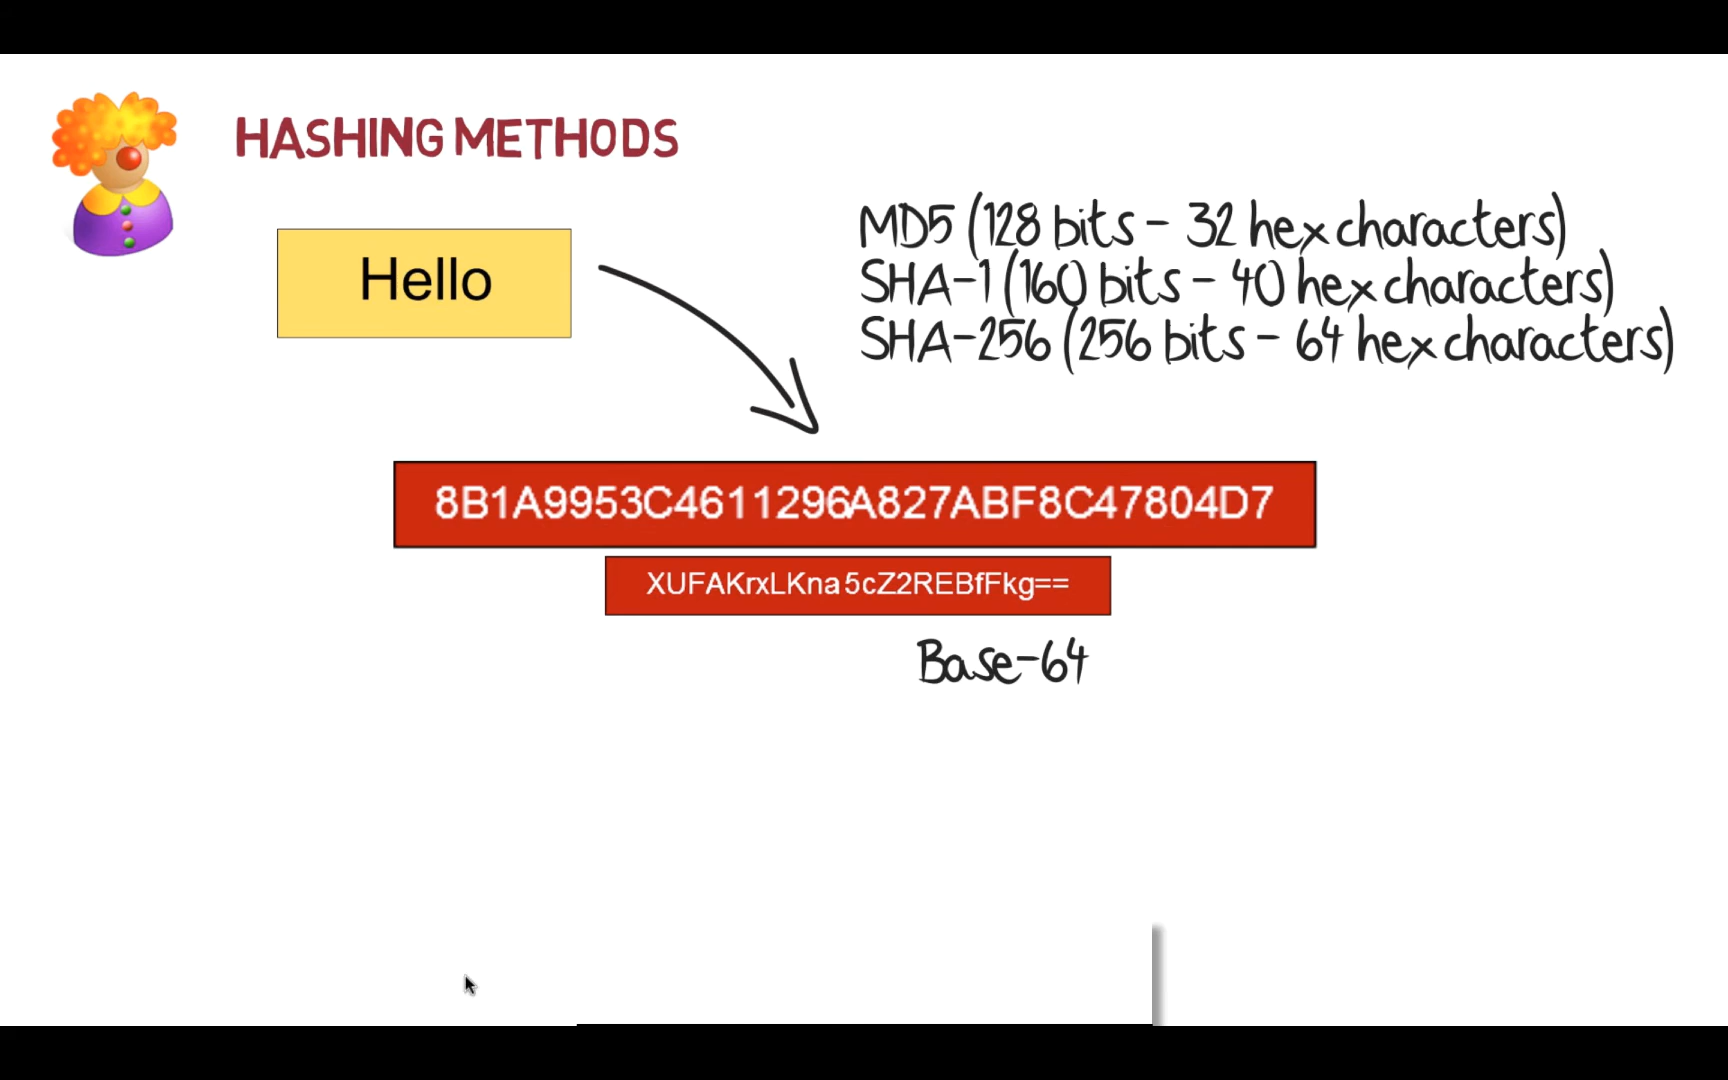 HASHING METHODS
MD5 (128 bits - 32 hex characters)
SHA-1 (160 bits - 40 hex characters)
SHA-256 (256 bits - 64 hex characters)
Hello
8B1A9953C4611296A827ABF8C47804D7
XUFAKrxLKna5cZ2REBfFkg==
Base-64